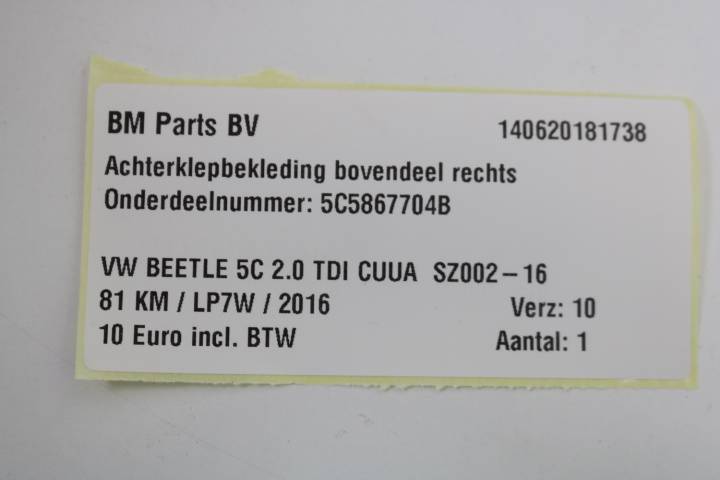 BM Parts BV 140620181738
Achterklepbekleding bovendeel rechts
Onderdeelnummer: 5C5867704B
VW BEETLE 5C 2.0 TDI CUUA SZ002-16
81 KM / LP7W / 2016 Verz: 10
10 Euro incl. BTW Aantal: 1